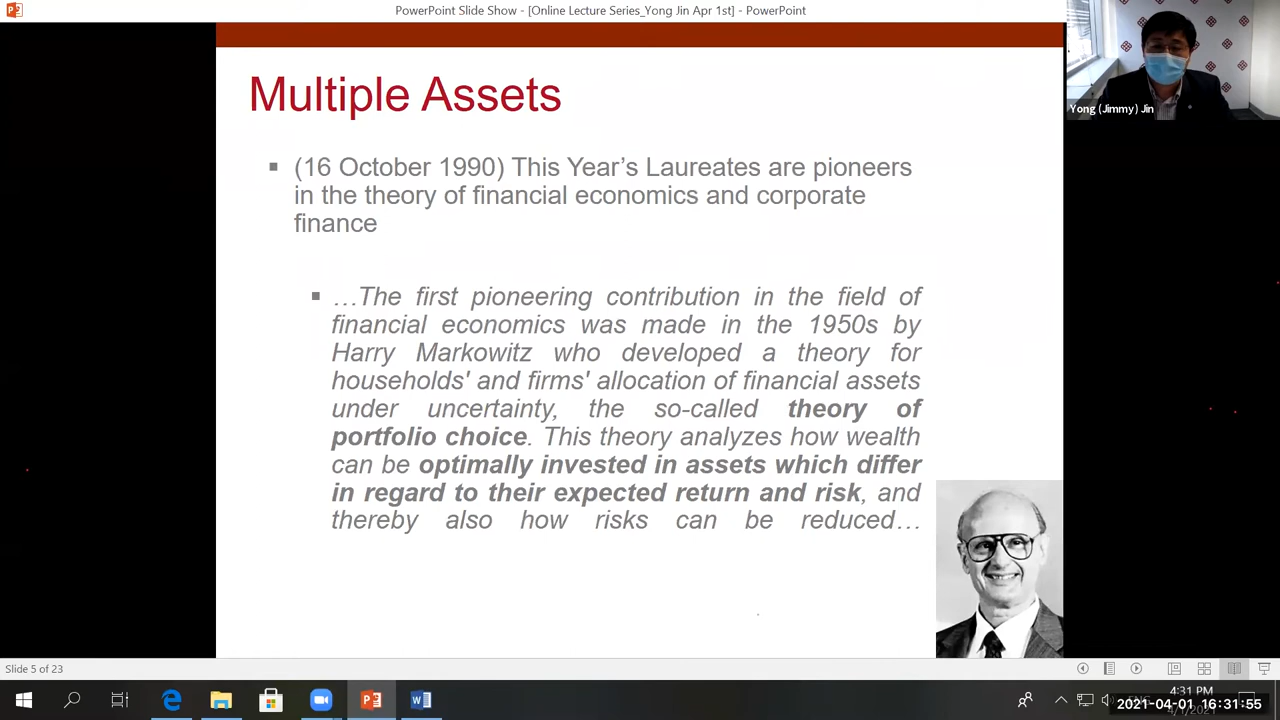 PowerPoint Slide Show - [Online Lecture Series_Yong Jin Apr 1st] - PowerPoint
Yong (Jimmy) Jin
Multiple Assets
(16 October 1990) This Year’s Laureates are pioneers
in the theory of financial economics and corporate
finance
…The first pioneering contribution in the field of
financial economics was made in the 1950s by
Harry Markowitz who developed a theory for
households' and firms' allocation of financial assets
under uncertainty, the so-called theory of
portfolio choice. This theory analyzes how wealth
can be optimally invested in assets which differ
in regard to their expected return and risk, and
thereby also how risks can be reduced…
Slide 5 of 23
4:31 PM
2021-04-01 16:31:55